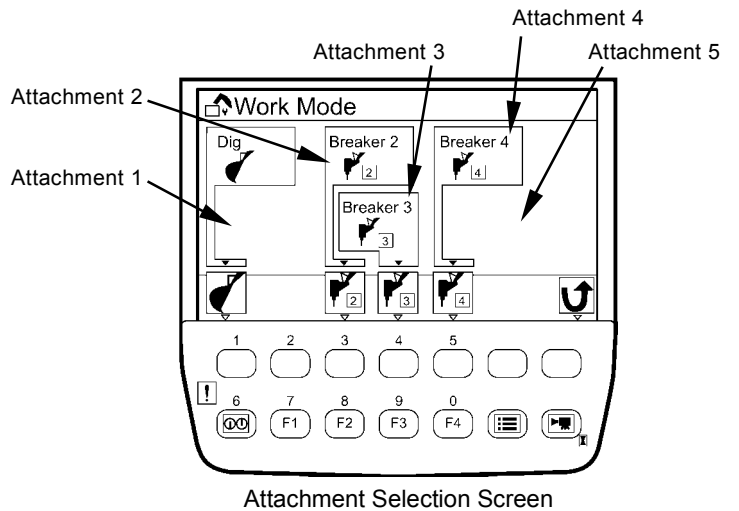 Attachment 4
Attachment 3
Attachment 5
Attachment 2
Attachment 1
Work Mode
Dig
Breaker 2
2
Breaker 4
4
Breaker 3
3
2 3 4
1 2 3 4 5
!
6 7 8 9 0
F1 F2 F3 F4
Attachment Selection Screen